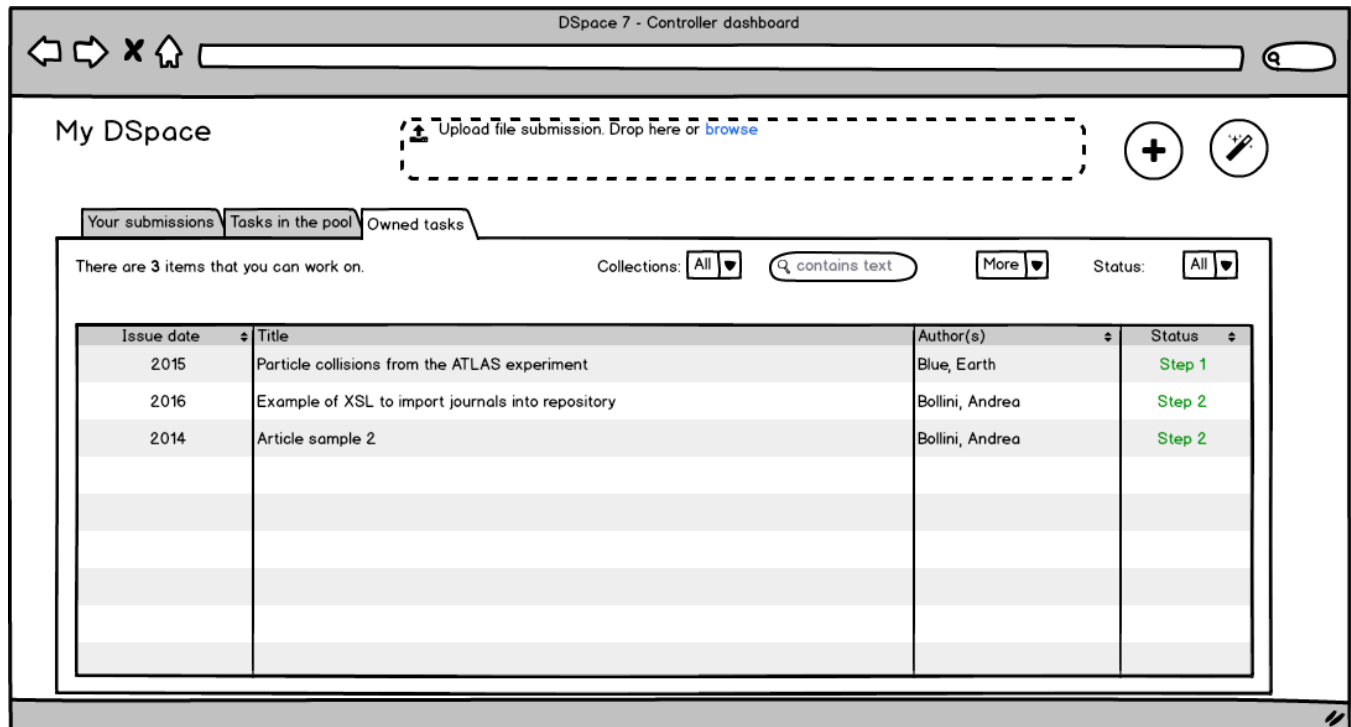 DSpace 7 - Controller dashboard
My DSpace
Upload file submission. Drop here or browse
Your submissions Tasks in the pool Owned tasks
There are 3 items that you can work on. Collections: All contains text More Status: All
Issue date Title Author(s) Status
2015 Particle collisions from the ATLAS experiment Blue, Earth Step 1
2016 Example of XSL to import journals into repository Bollini, Andrea Step 2
2014 Article sample 2 Bollini, Andrea Step 2